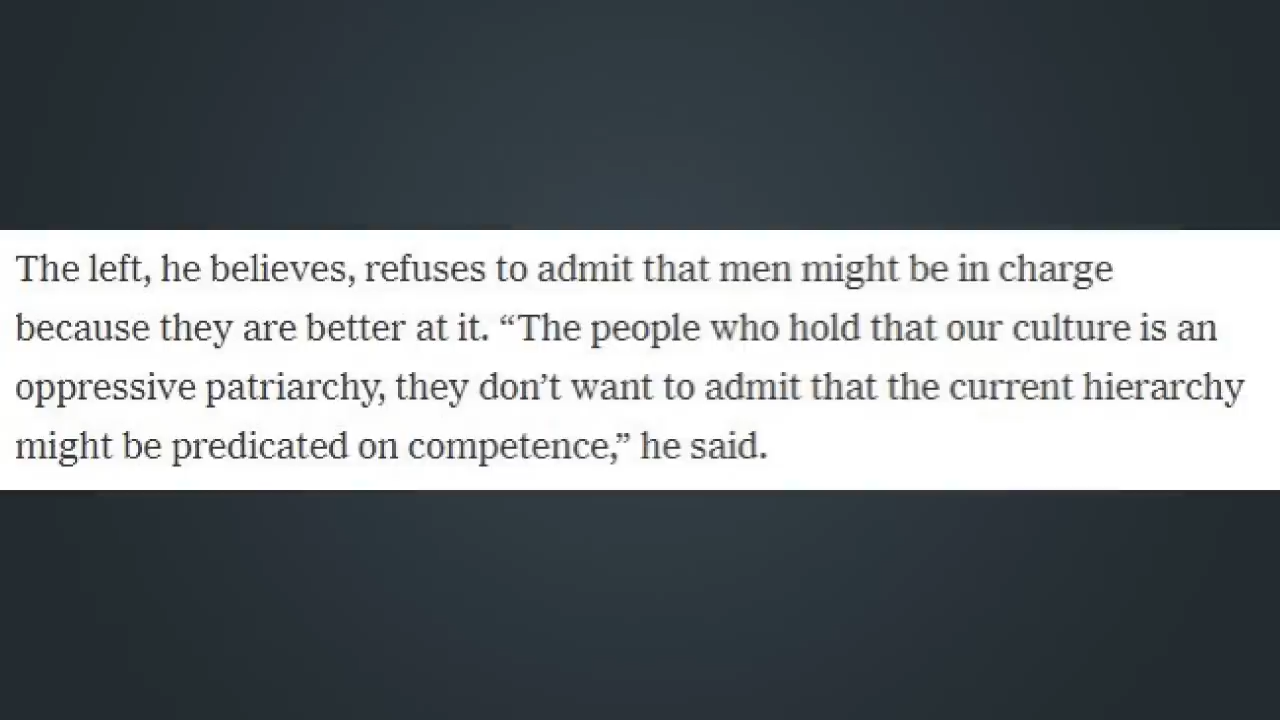 The left, he believes, refuses to admit that men might be in charge
because they are better at it. “The people who hold that our culture is an
oppressive patriarchy, they don’t want to admit that the current hierarchy
might be predicated on competence,” he said.